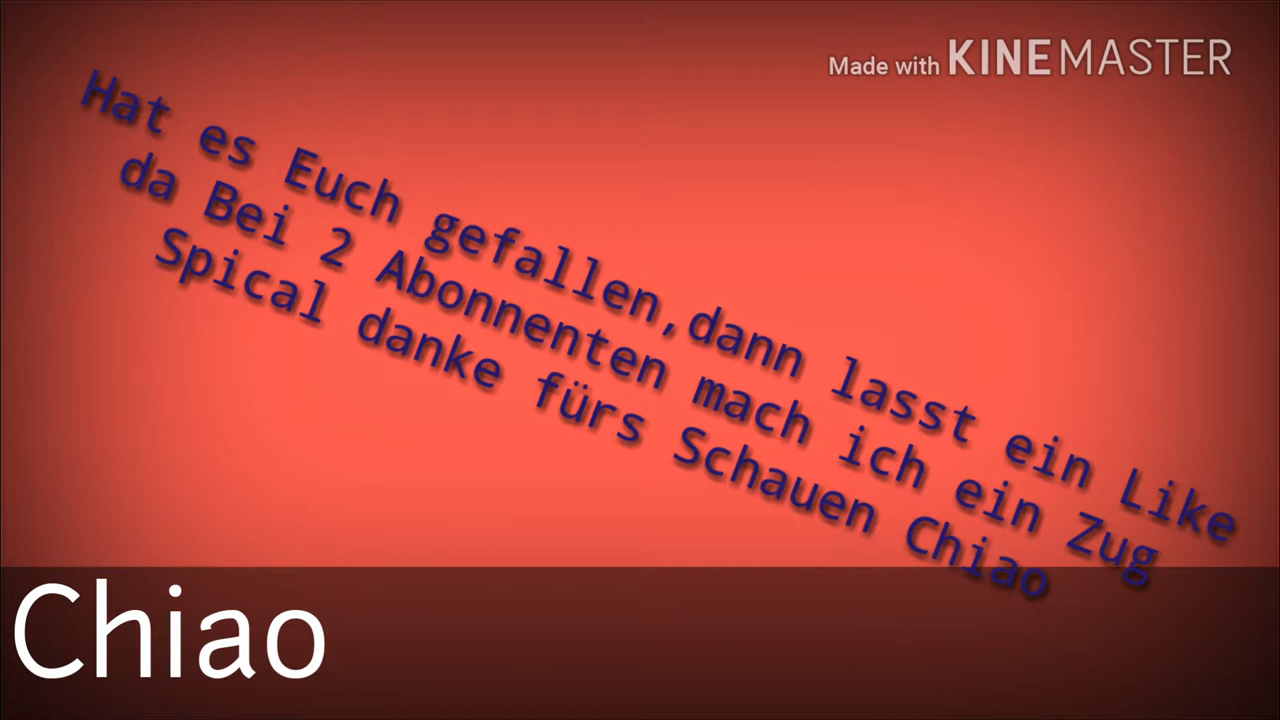 Made with KINEMASTER
Hat es Euch gefallen,dann lasst ein Like
da Bei 2 Abonnenten mach ich ein Zug
Spical danke fürs Schauen Chiao
Chiao